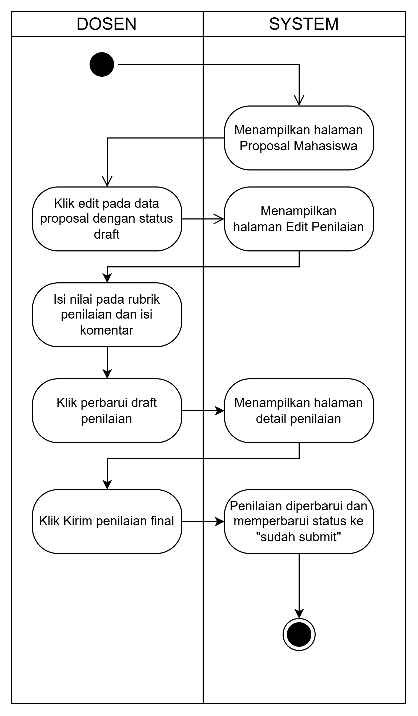 DOSEN
SYSTEM
Menampilkan halaman
Proposal Mahasiswa
Klik edit pada data
proposal dengan status
draft
Menampilkan
halaman Edit Penilaian
Isi nilai pada rubrik
penilaian dan isi
komentar
Klik perbarui draft
penilaian
Menampilkan halaman
detail penilaian
Klik Kirim penilaian final
Penilaian diperbarui dan
memperbarui status ke
"sudah submit"